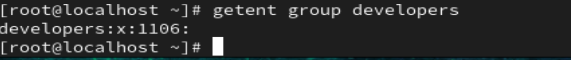 [root@localhost ~]# getent group developers
developers:x:1106:
[root@localhost ~]#